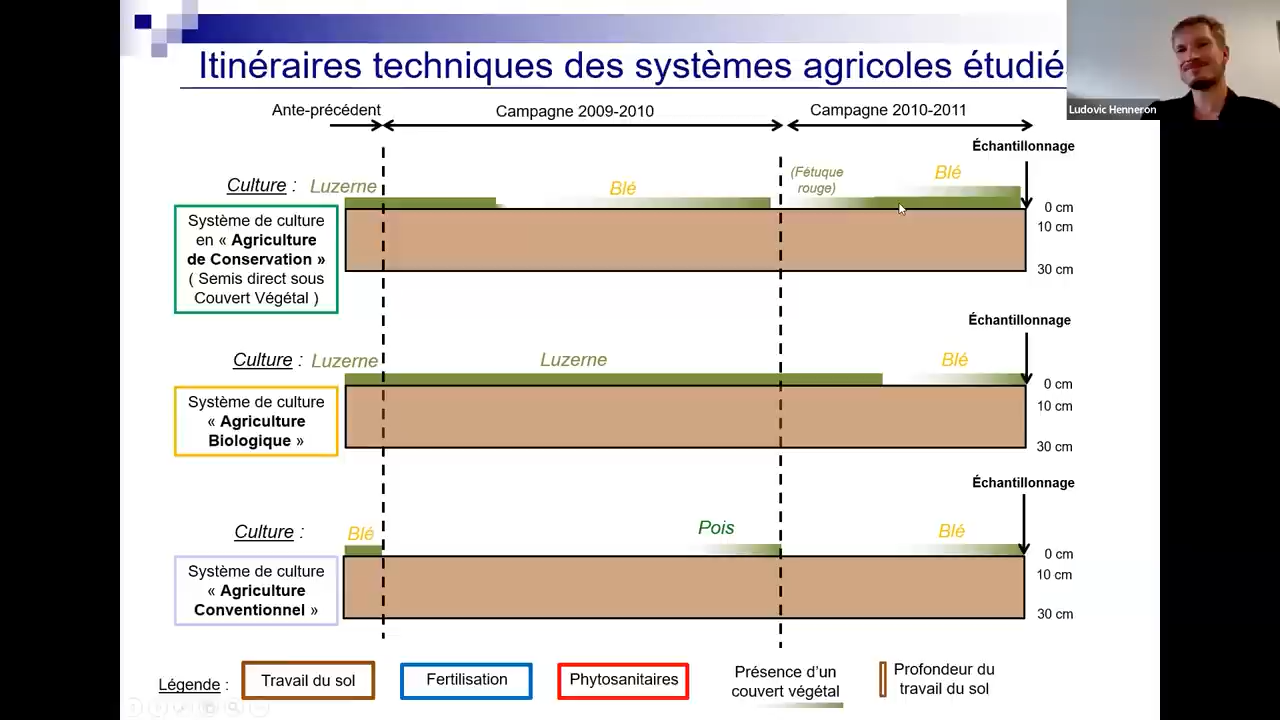 Itinéraires techniques des systèmes agricoles étudié
Ludovic Henneron
Ante-précédent
Campagne 2009-2010
Campagne 2010-2011
Échantillonnage
Culture : Luzerne
Blé
(Fétuque
rouge)
Blé
Système de culture
en « Agriculture
de Conservation »
( Semis direct sous
Couvert Végétal )
0 cm
10 cm
30 cm
Échantillonnage
Culture : Luzerne
Luzerne
Blé
Système de culture
« Agriculture
Biologique »
0 cm
10 cm
30 cm
Échantillonnage
Culture : Blé
Pois
Blé
Système de culture
« Agriculture
Conventionnel »
0 cm
10 cm
30 cm
Légende :
Travail du sol
Fertilisation
Phytosanitaires
Présence d’un
couvert végétal
Profondeur du
travail du sol